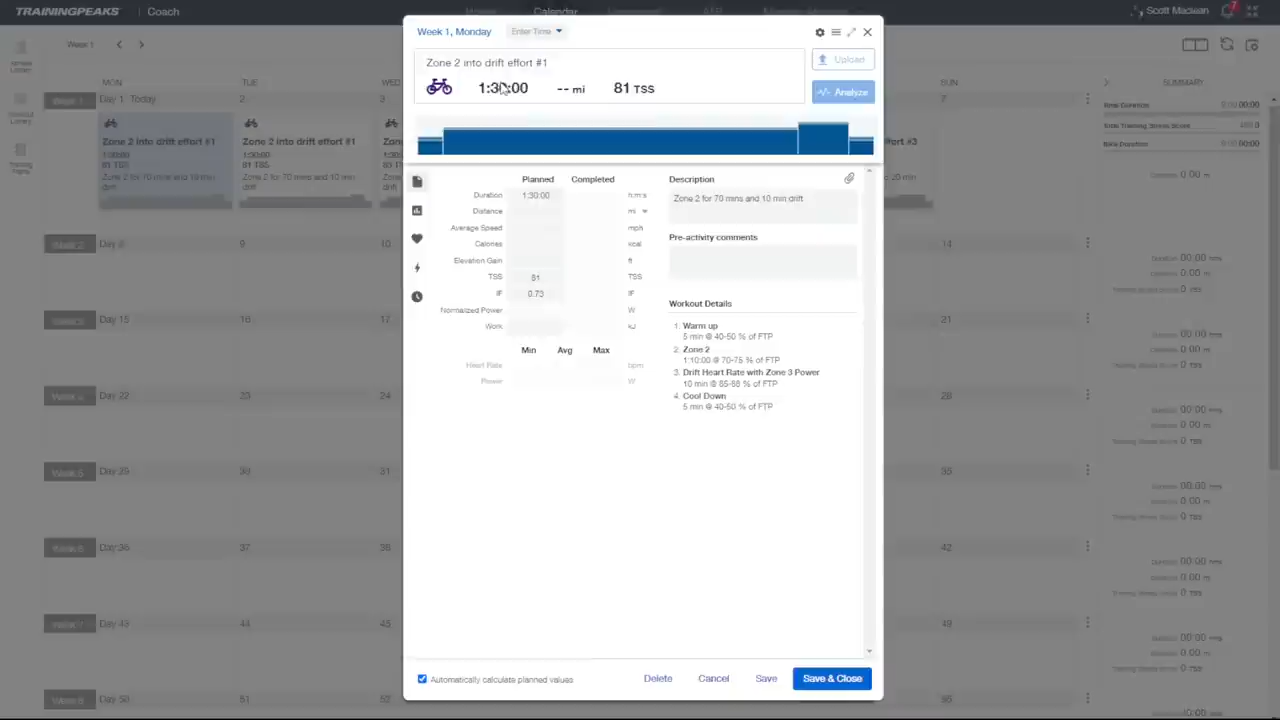 TRAININGPEAKS
Coach
Home
Calendar
ATP
Scott Maclean
Week 1
Week 1, Monday
Enter Time
Zone 2 into drift effort #1
1:30:00
-- mi
81 TSS
Upload
Analyze
MON
TUE
WED
SUN
SUMMARY
Day 1 Today
2
3
7
Zone 2 into drift effort #1
1:30:00
81 TSS
Zone 2 for 70 mins and 10 min drift
Zone 2 into drift effort #1
1:30:00
81 TSS
Zone 2 for 70 mins and 10 min drift
Planned
Completed
Duration
1:30:00
h:m:s
Distance
mi
Average Speed
mph
Calories
kcal
Elevation Gain
ft
TSS
81
TSS
IF
0.73
IF
Normalized Power
W
Work
kJ
Min
Avg
Max
Heart Rate
bpm
Power
W
Description
Zone 2 for 70 mins and 10 min drift
Pre-activity comments
Workout Details
1. Warm up
5 min @ 40-50 % of FTP
2. Zone 2
1:10:00 @ 70-75 % of FTP
3. Drift Heart Rate with Zone 3 Power
10 min @ 85-88 % of FTP
4. Cool Down
5 min @ 40-50 % of FTP
Automatically calculate planned values
Delete
Cancel
Save
Save & Close
Week 2
Day 8
9
10
14
Week 3
Day 15
16
17
21
Week 4
Day 22
23
24
28
Week 5
Day 29
30
31
35
Week 6
Day 36
37
38
42
Week 7
Day 43
44
45
49
Week 8
Day 50
51
52
56